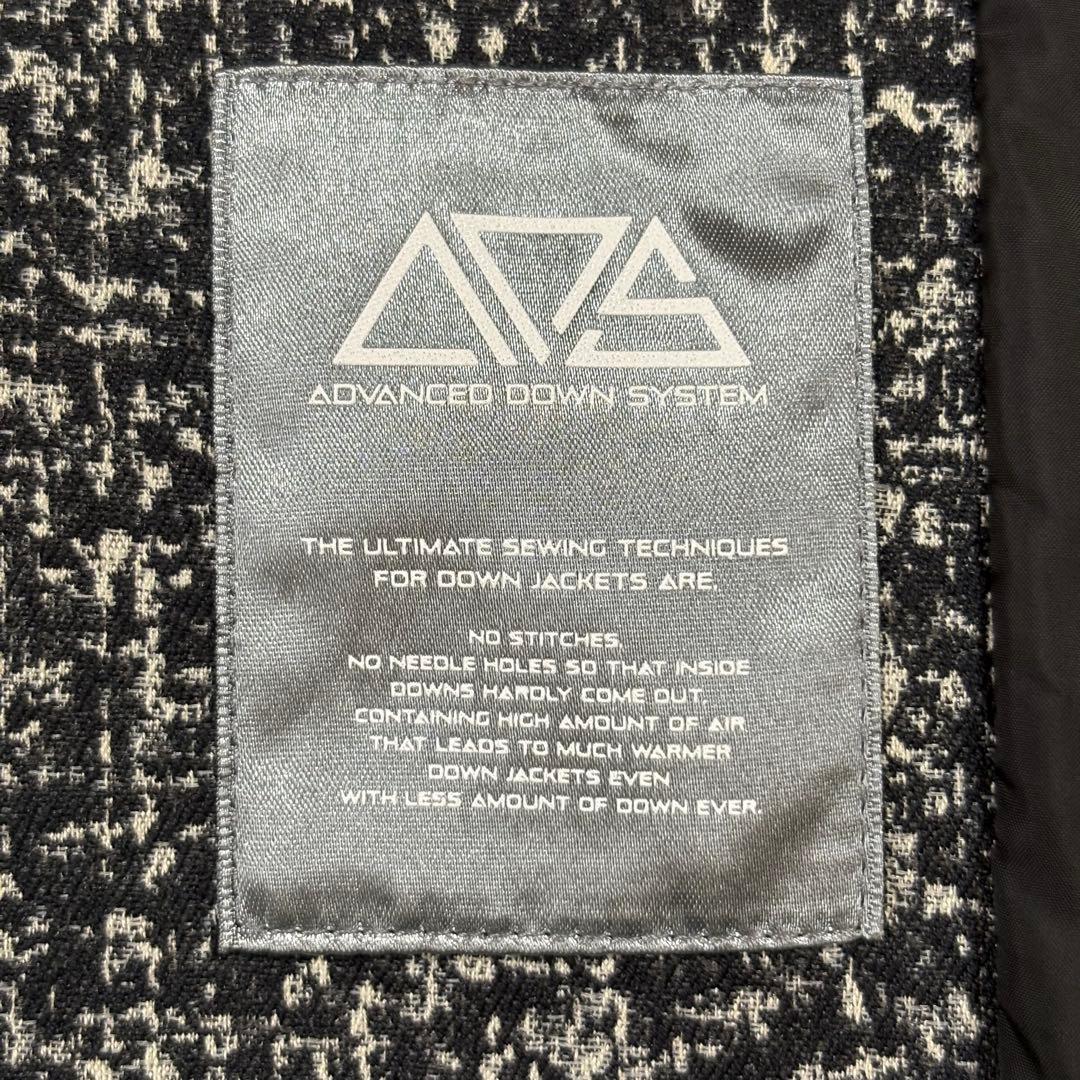 ADS
ADVANCED DOWN SYSTEM
THE ULTIMATE SEWING TECHNIQUES
FOR DOWN JACKETS ARE.
NO STITCHES.
NO NEEDLE HOLES SO THAT INSIDE
DOWNS HARDLY COME OUT.
CONTAINING HIGH AMOUNT OF AIR
THAT LEADS TO MUCH WARMER
DOWN JACKETS EVEN
WITH LESS AMOUNT OF DOWN EVER.